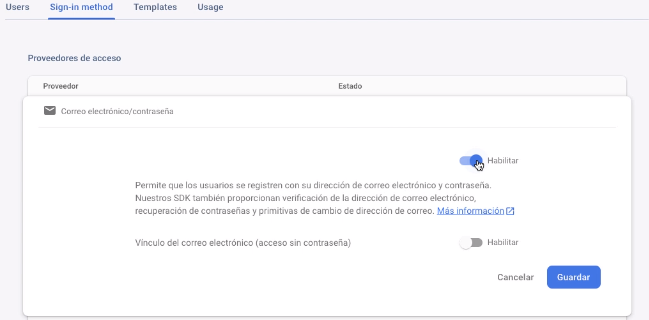 Users Sign-in method Templates Usage
Proveedores de acceso
Proveedor Estado
Correo electrónico/contraseña
Habilitar
Permite que los usuarios se registren con su dirección de correo electrónico y contraseña.
Nuestros SDK también proporcionan verificación de la dirección de correo electrónico,
recuperación de contraseñas y primitivas de cambio de dirección de correo. Más información
Vínculo del correo electrónico (acceso sin contraseña) Habilitar
Cancelar Guardar